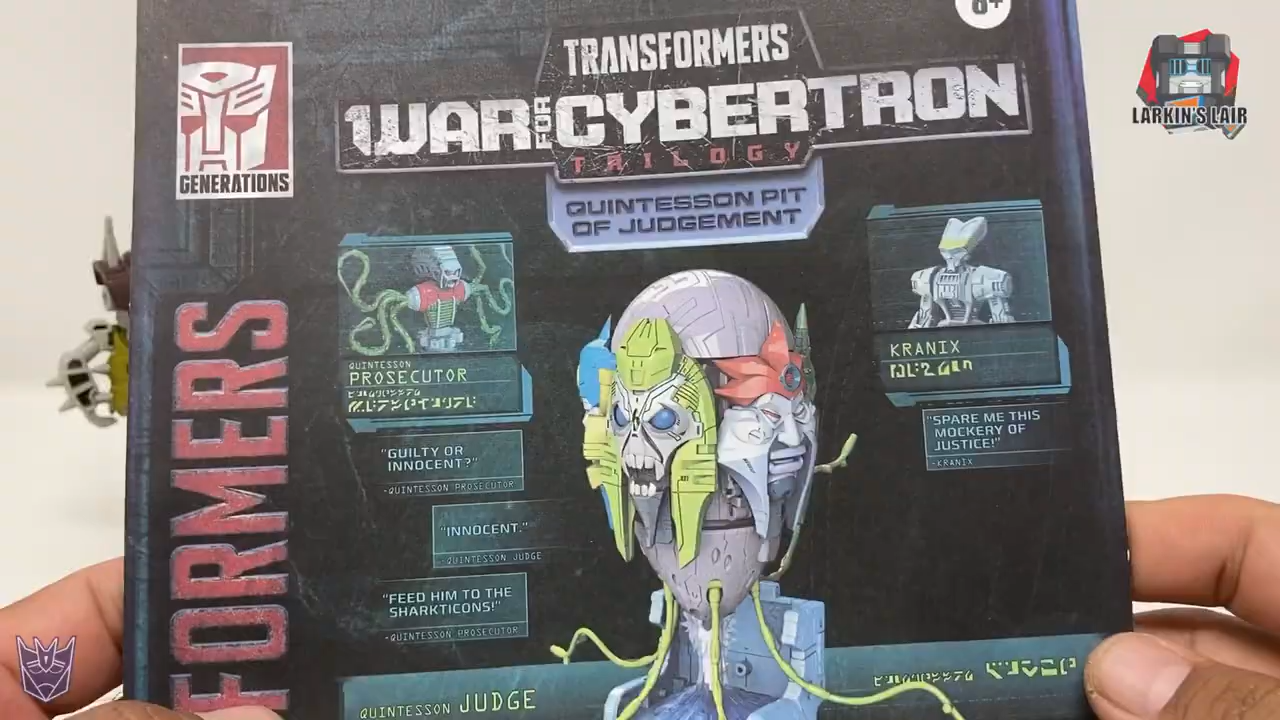 8+
LARKIN'S LAIR
GENERATIONS
TRANSFORMERS
WAR FOR CYBERTRON
TRILOGY
QUINTESSON PIT
OF JUDGEMENT
QUINTESSON
PROSECUTOR
KRANIX
"SPARE ME THIS
MOCKERY OF
JUSTICE!"
-KRANIX
"GUILTY OR
INNOCENT?"
-QUINTESSON PROSECUTOR
"INNOCENT."
-QUINTESSON JUDGE
"FEED HIM TO THE
SHARKTICONS!"
-QUINTESSON PROSECUTOR
QUINTESSON JUDGE
FORMERS